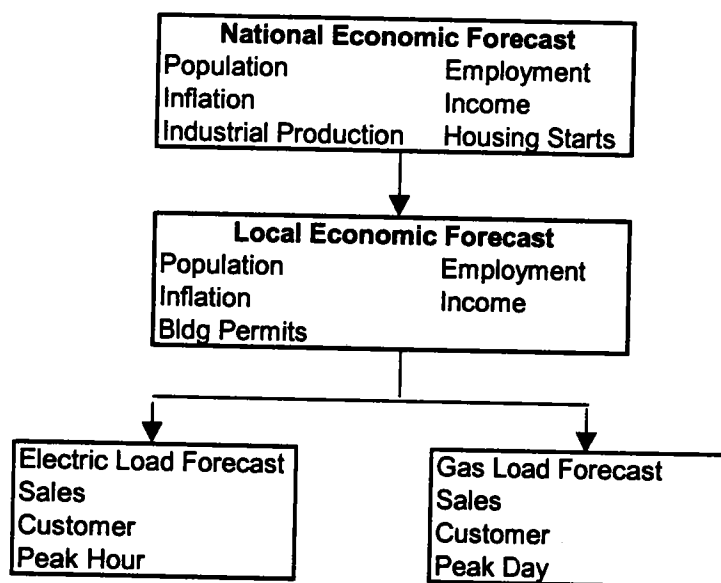 National Economic Forecast
Population Employment
Inflation Income
Industrial Production Housing Starts
Local Economic Forecast
Population Employment
Inflation Income
Bldg Permits
Electric Load Forecast
Sales
Customer
Peak Hour
Gas Load Forecast
Sales
Customer
Peak Day